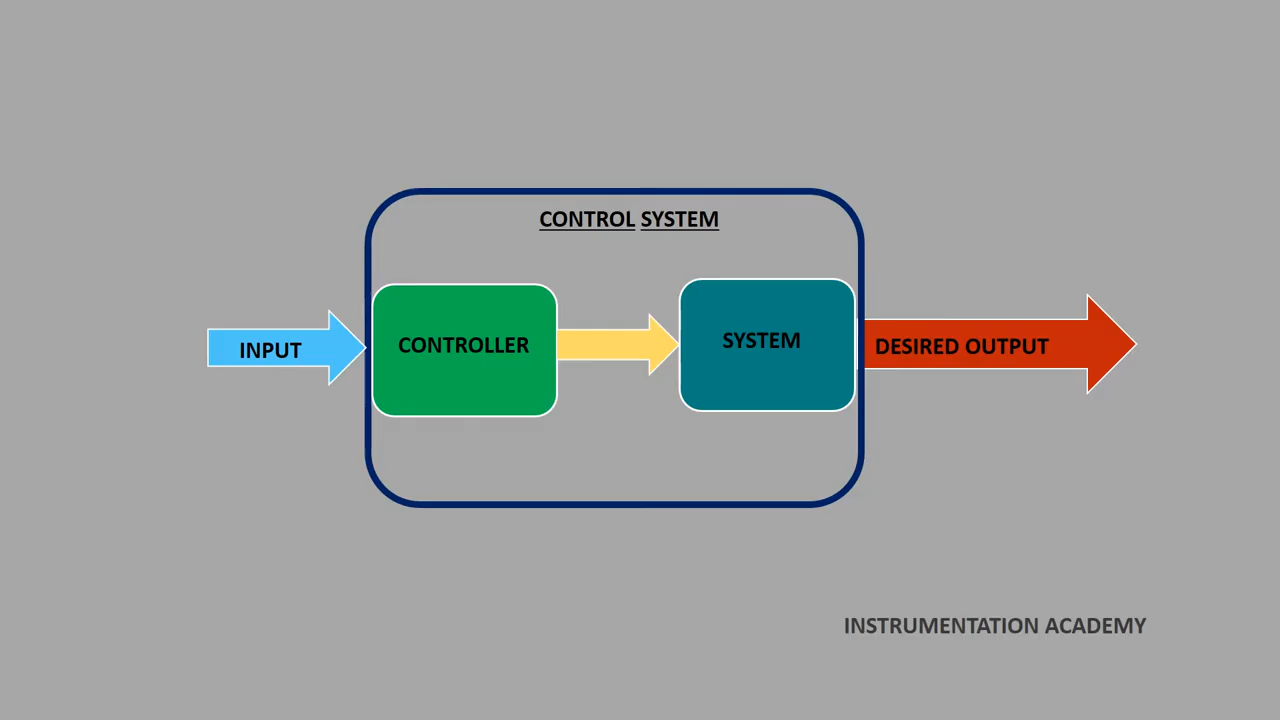 CONTROL SYSTEM
INPUT
CONTROLLER
SYSTEM
DESIRED OUTPUT
INSTRUMENTATION ACADEMY